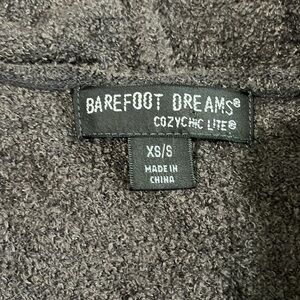 BAREFOOT DREAMS®
COZYCHIC LITE®
XS/S
MADE IN
CHINA